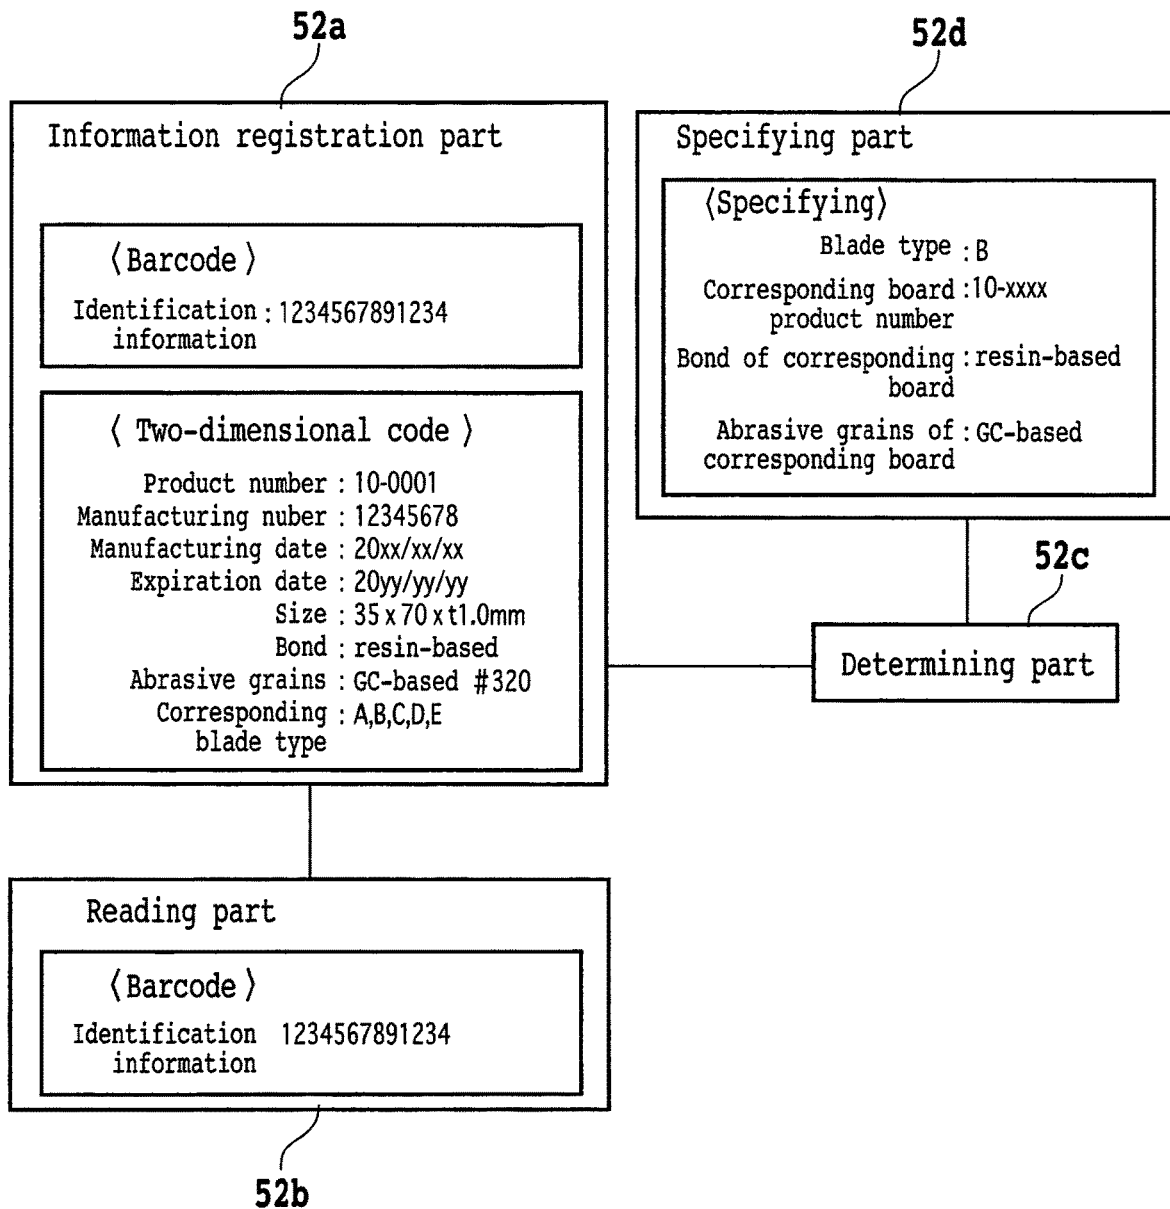 52a
Information registration part
〈Barcode〉
Identification : 1234567891234
information
〈Two-dimensional code〉
Product number : 10-0001
Manufacturing nuber : 12345678
Manufacturing date : 20xx/xx/xx
Expiration date : 20yy/yy/yy
Size : 35 x 70 x t1.0mm
Bond : resin-based
Abrasive grains : GC-based #320
Corresponding : A,B,C,D,E
blade type
52d
Specifying part
〈Specifying〉
Blade type : B
Corresponding board : 10-xxxx
product number
Bond of corresponding : resin-based
board
Abrasive grains of : GC-based
corresponding board
52c
Determining part
Reading part
〈Barcode〉
Identification 1234567891234
information
52b